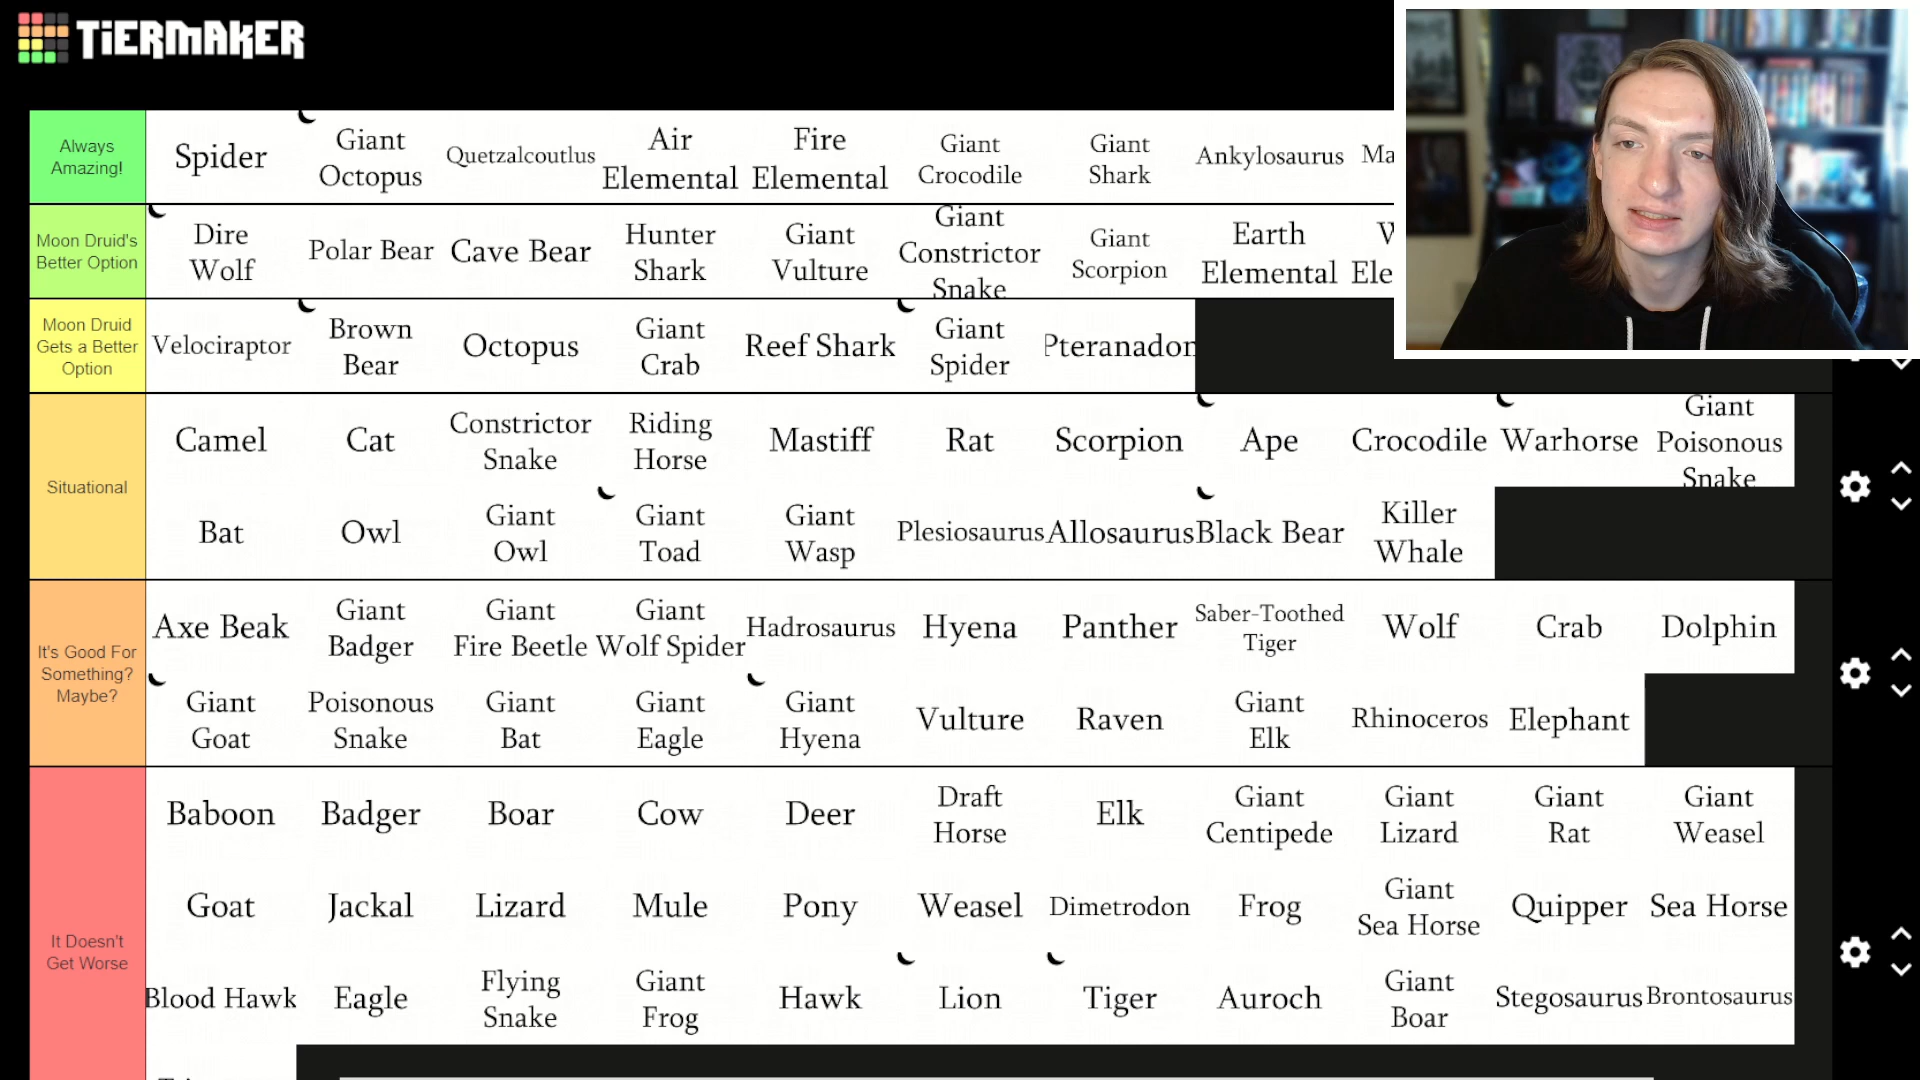 TiERMAKER
Always
Amazing!
Spider
Giant
Octopus
Quetzalcoutlus
Air
Elemental
Fire
Elemental
Giant
Crocodile
Giant
Shark
Ankylosaurus
Ma
Moon Druid's
Better Option
Dire
Wolf
Polar Bear
Cave Bear
Hunter
Shark
Giant
Vulture
Giant
Constrictor
Snake
Giant
Scorpion
Earth
Elemental
Ele
Moon Druid
Gets a Better
Option
Velociraptor
Brown
Bear
Octopus
Giant
Crab
Reef Shark
Giant
Spider
Pteranadon
Situational
Camel
Cat
Constrictor
Snake
Riding
Horse
Mastiff
Rat
Scorpion
Ape
Crocodile
Warhorse
Giant
Poisonous
Snake
Bat
Owl
Giant
Owl
Giant
Toad
Giant
Wasp
Plesiosaurus
Allosaurus
Black Bear
Killer
Whale
It's Good For
Something?
Maybe?
Axe Beak
Giant
Badger
Giant
Fire Beetle
Giant
Wolf Spider
Hadrosaurus
Hyena
Panther
Saber-Toothed
Tiger
Wolf
Crab
Dolphin
Giant
Goat
Poisonous
Snake
Giant
Bat
Giant
Eagle
Giant
Hyena
Vulture
Raven
Giant
Elk
Rhinoceros
Elephant
It Doesn't
Get Worse
Baboon
Badger
Boar
Cow
Deer
Draft
Horse
Elk
Giant
Centipede
Giant
Lizard
Giant
Rat
Giant
Weasel
Goat
Jackal
Lizard
Mule
Pony
Weasel
Dimetrodon
Frog
Giant
Sea Horse
Quipper
Sea Horse
Blood Hawk
Eagle
Flying
Snake
Giant
Frog
Hawk
Lion
Tiger
Auroch
Giant
Boar
Stegosaurus
Brontosaurus